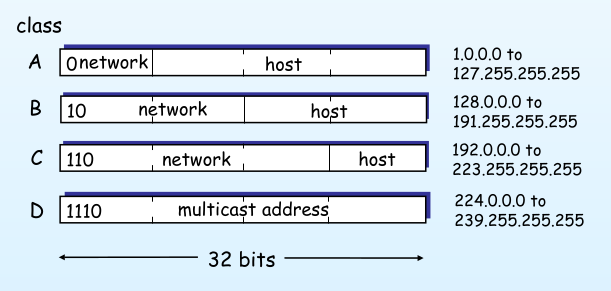 class
A 0network host 1.0.0.0 to
127.255.255.255
B 10 network host 128.0.0.0 to
191.255.255.255
C 110 network host 192.0.0.0 to
223.255.255.255
D 1110 multicast address 224.0.0.0 to
239.255.255.255
32 bits